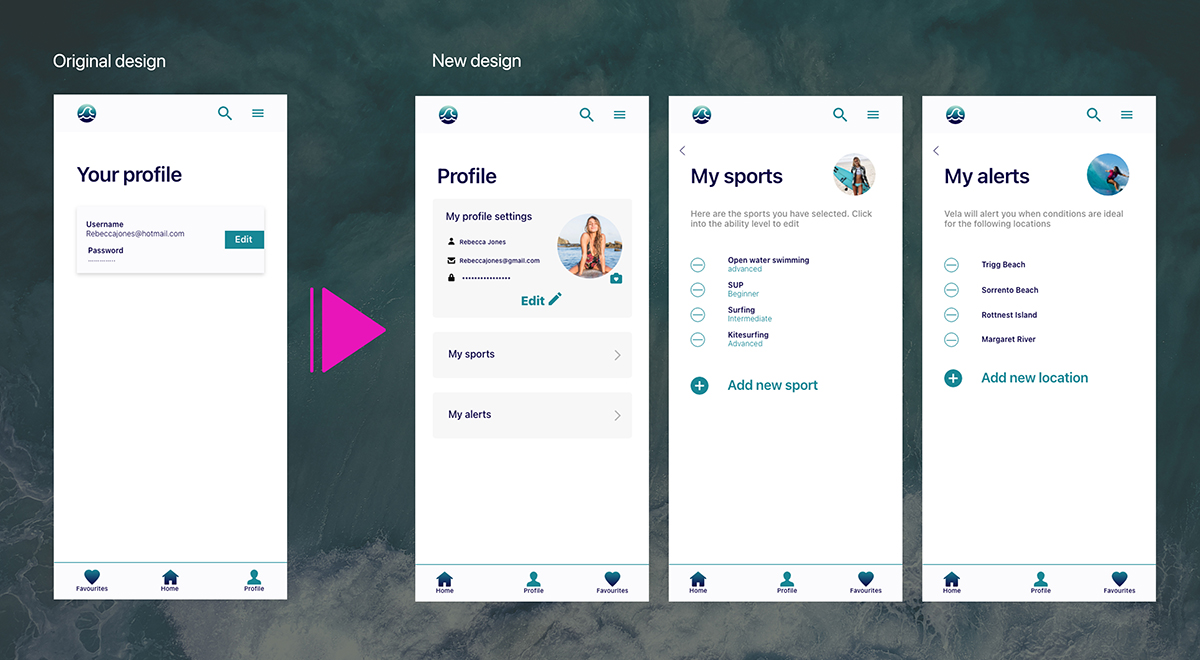 Original design
New design
Your profile
Username
Rebeccajones@hotmail.com
Password
.............
Edit
Favourites
Home
Profile
Profile
My profile settings
Rebecca Jones
Rebeccajones@gmail.com
••••••••••••••••
Edit
My sports
My alerts
Home
Profile
Favourites
My sports
Here are the sports you have selected. Click
into the ability level to edit
Open water swimming
advanced
SUP
Beginner
Surfing
Intermediate
Kitesurfing
Advanced
Add new sport
Home
Profile
Favourites
My alerts
Vela will alert you when conditions are ideal
for the following locations
Trigg Beach
Sorrento Beach
Rottnest Island
Margaret River
Add new location
Home
Profile
Favourites